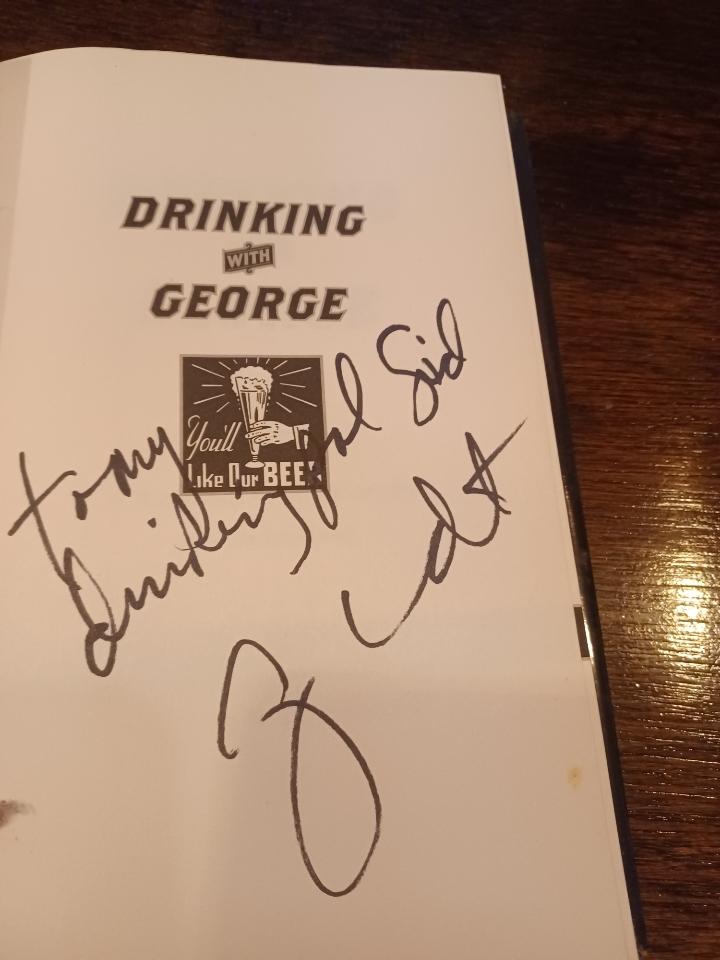 DRINKING
WITH
GEORGE
You'll
Like Our BEER
to my
drinking pal Sid